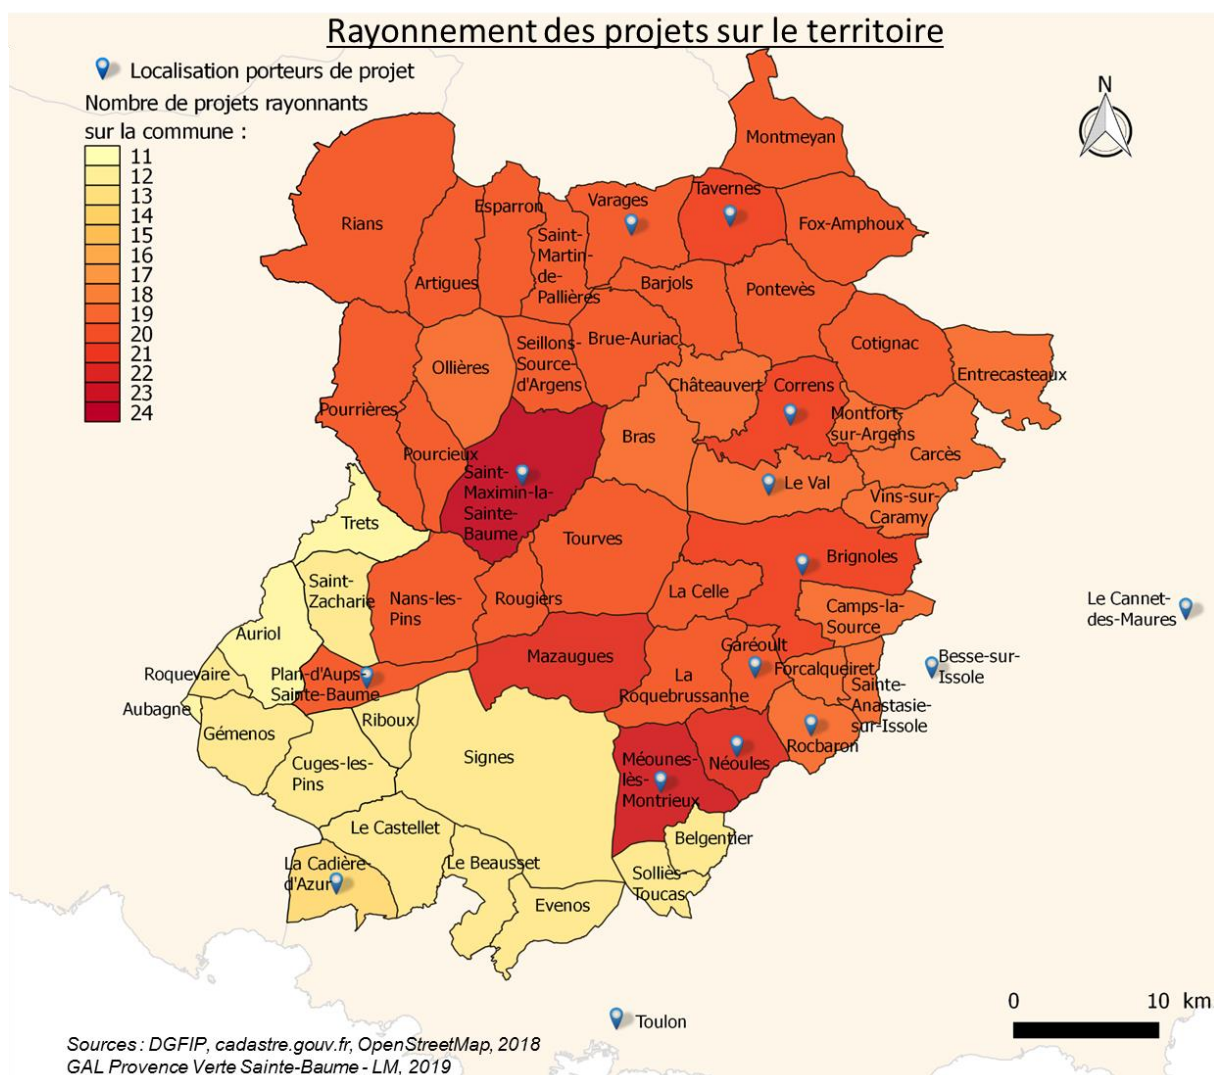 Rayonnement des projets sur le territoire
Localisation porteurs de projet
Nombre de projets rayonnants
sur la commune :
11
12
13
14
15
16
17
18
19
20
21
22
23
24
N
Montmeyan
Tavernes
Varages
Esparron
Rians
Fox-Amphoux
Saint-
Martin-
de-
Pallières
Artigues
Barjols
Pontevès
Brue-Auriac
Seillons-
Source-
d'Argens
Cotignac
Ollières
Entrecasteaux
Châteauvert
Correns
Pourrières
Montfort-
sur-Argens
Bras
Pourcieux
Carcès
Saint-
Maximin-la-
Sainte-
Baume
Le Val
Vins-sur-
Caramy
Trets
Tourves
Brignoles
Saint-
Zacharie
La Celle
Nans-les-
Pins
Rougiers
Camps-la-
Source
Le Cannet-
des-Maures
Auriol
Garéoult
Mazaugues
Besse-sur-
Issole
Roquevaire
Plan-d'Aups-
Sainte-Baume
Forcalqueiret
La
Roquebrussanne
Sainte-
Anastasie-
sur-Issole
Aubagne
Riboux
Gémenos
Rocbaron
Signes
Cuges-les-
Pins
Méounes-
lès-
Montrieux
Néoules
Le Castellet
Belgentier
La Cadière-
d'Azur
Le Beausset
Solliès-
Toucas
Evenos
Toulon
0 10 km
Sources : DGFIP, cadastre.gouv.fr, OpenStreetMap, 2018
GAL Provence Verte Sainte-Baume - LM, 2019